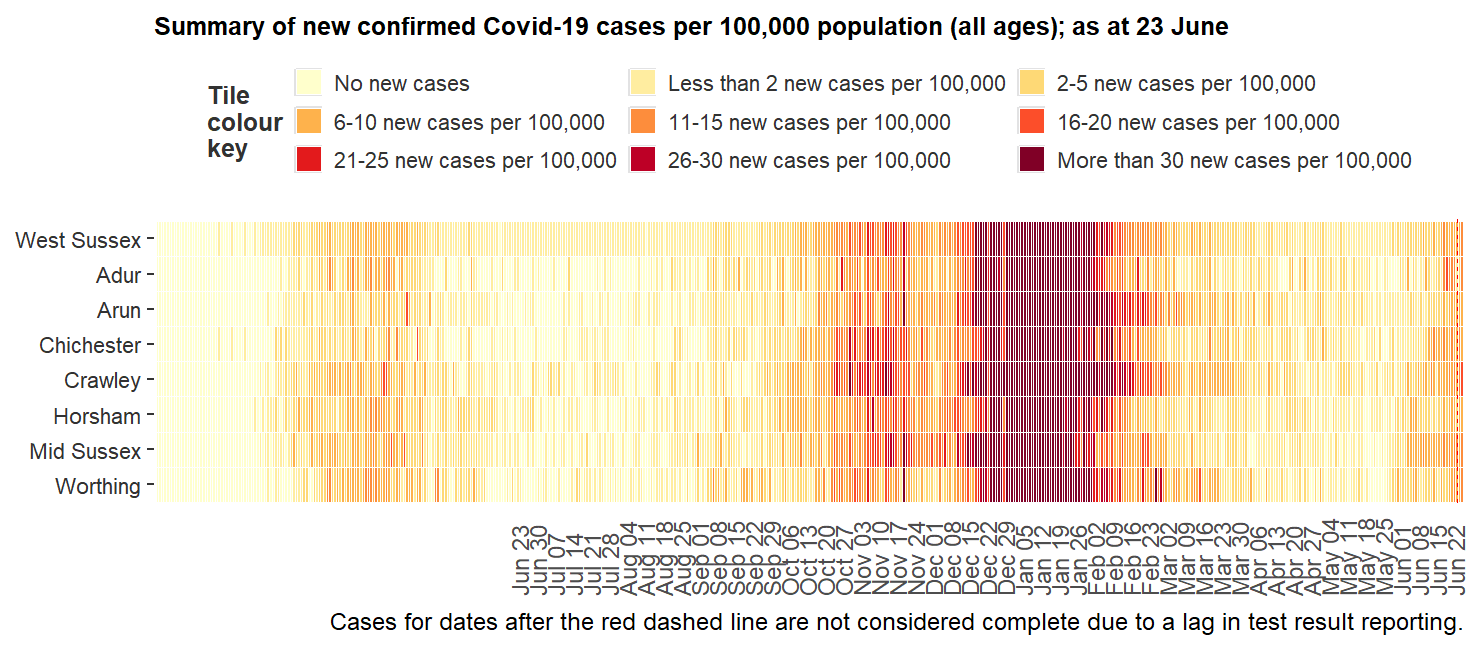 Summary of new confirmed Covid-19 cases per 100,000 population (all ages); as at 23 June
Tile
colour
key
No new cases
Less than 2 new cases per 100,000
2-5 new cases per 100,000
6-10 new cases per 100,000
11-15 new cases per 100,000
16-20 new cases per 100,000
21-25 new cases per 100,000
26-30 new cases per 100,000
More than 30 new cases per 100,000
West Sussex
Adur
Arun
Chichester
Crawley
Horsham
Mid Sussex
Worthing
Jun 23
Jun 30
Jul 07
Jul 14
Jul 21
Jul 28
Aug 04
Aug 11
Aug 18
Aug 25
Sep 01
Sep 08
Sep 15
Sep 22
Sep 29
Oct 06
Oct 13
Oct 20
Oct 27
Nov 03
Nov 10
Nov 17
Nov 24
Dec 01
Dec 08
Dec 15
Dec 22
Dec 29
Jan 05
Jan 12
Jan 19
Jan 26
Feb 02
Feb 09
Feb 16
Feb 23
Mar 02
Mar 09
Mar 16
Mar 23
Mar 30
Apr 06
Apr 13
Apr 20
Apr 27
May 04
May 11
May 18
May 25
Jun 01
Jun 08
Jun 15
Jun 22
Cases for dates after the red dashed line are not considered complete due to a lag in test result reporting.